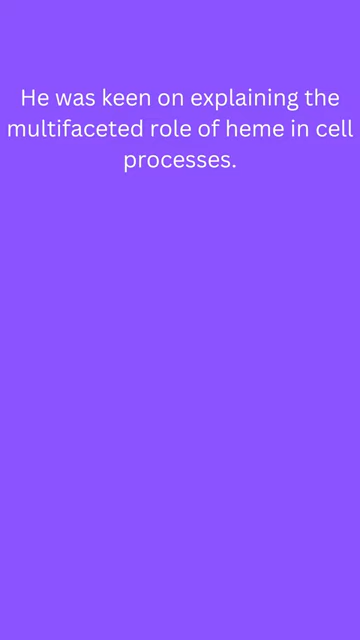 He was keen on explaining the
multifaceted role of heme in cell
processes.